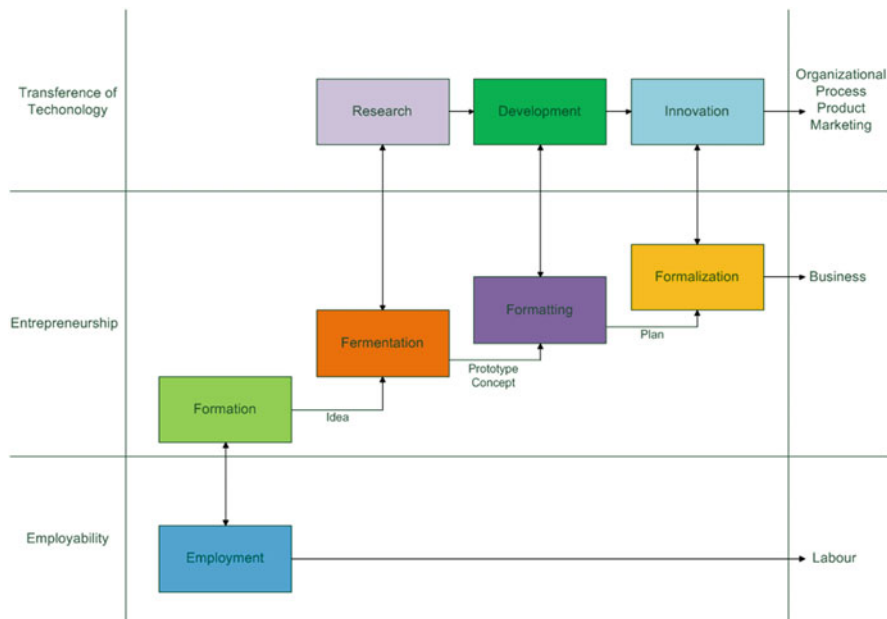 Transference of
Techonology
Research
Development
Innovation
Organizational
Process
Product
Marketing
Entrepreneurship
Formalization
Business
Formatting
Plan
Fermentation
Prototype
Concept
Formation
Idea
Employability
Employment
Labour